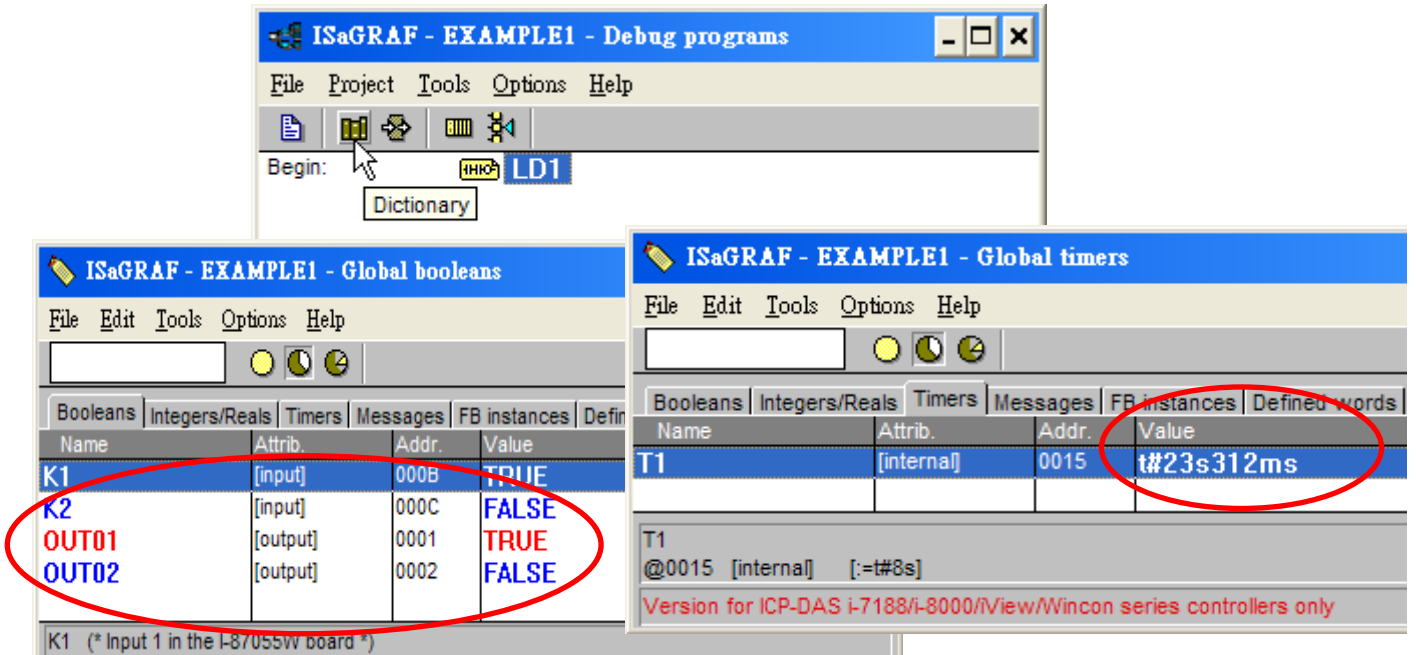 ISaGRAF - EXAMPLE1 - Debug programs
File Project Tools Options Help
Begin: LD1
Dictionary
ISaGRAF - EXAMPLE1 - Global booleans
File Edit Tools Options Help
Booleans Integers/Reals Timers Messages FB instances Defin
Name Attrib. Addr. Value
K1 [input] 000B TRUE
K2 [input] 000C FALSE
OUT01 [output] 0001 TRUE
OUT02 [output] 0002 FALSE
K1 (* Input 1 in the I-87055W board *)
ISaGRAF - EXAMPLE1 - Global timers
File Edit Tools Options Help
Booleans Integers/Reals Timers Messages FB instances Defined words
Name Attrib. Addr. Value
T1 [internal] 0015 t#23s312ms
T1
@0015 [internal] [:=t#8s]
Version for ICP-DAS i-7188/i-8000/iView/Wincon series controllers only